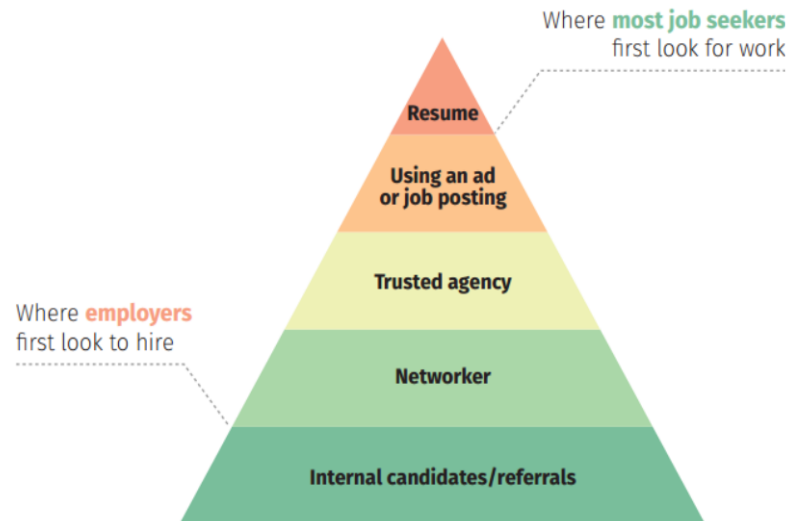 Where most job seekers
first look for work
Resume
Using an ad
or job posting
Trusted agency
Where employers
first look to hire
Networker
Internal candidates/referrals